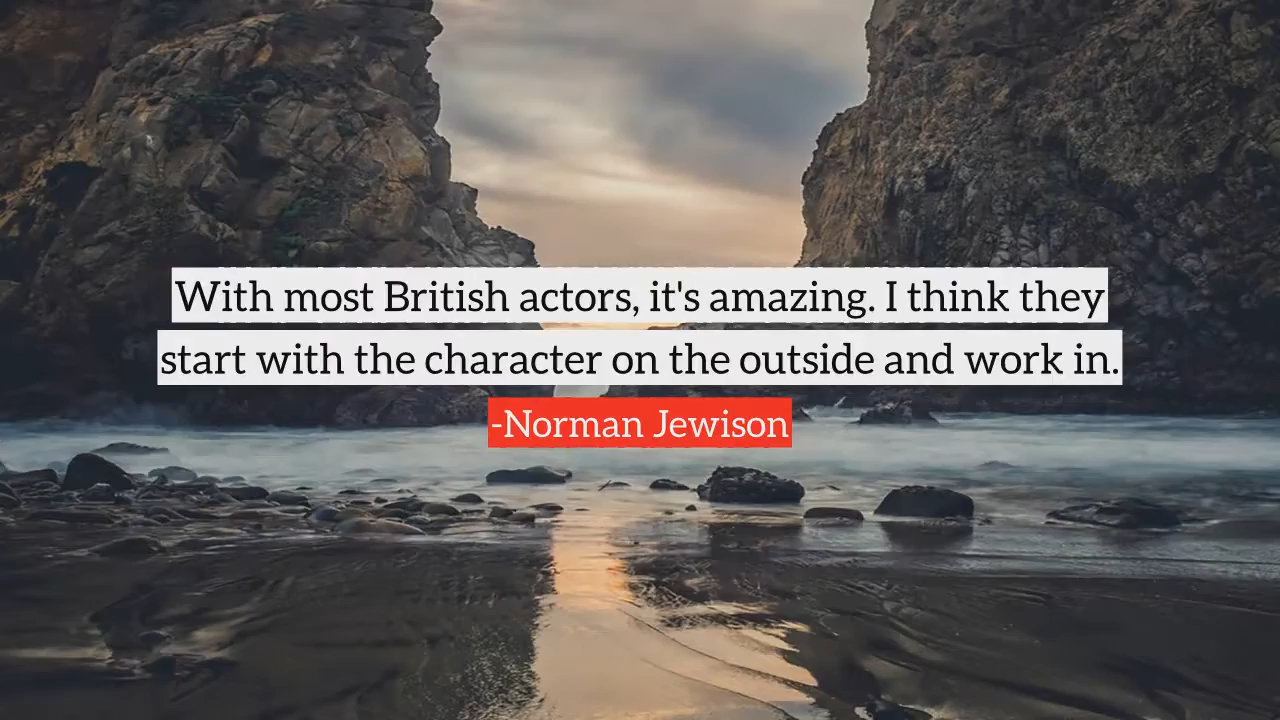 With most British actors, it's amazing. I think they
start with the character on the outside and work in.
-Norman Jewison